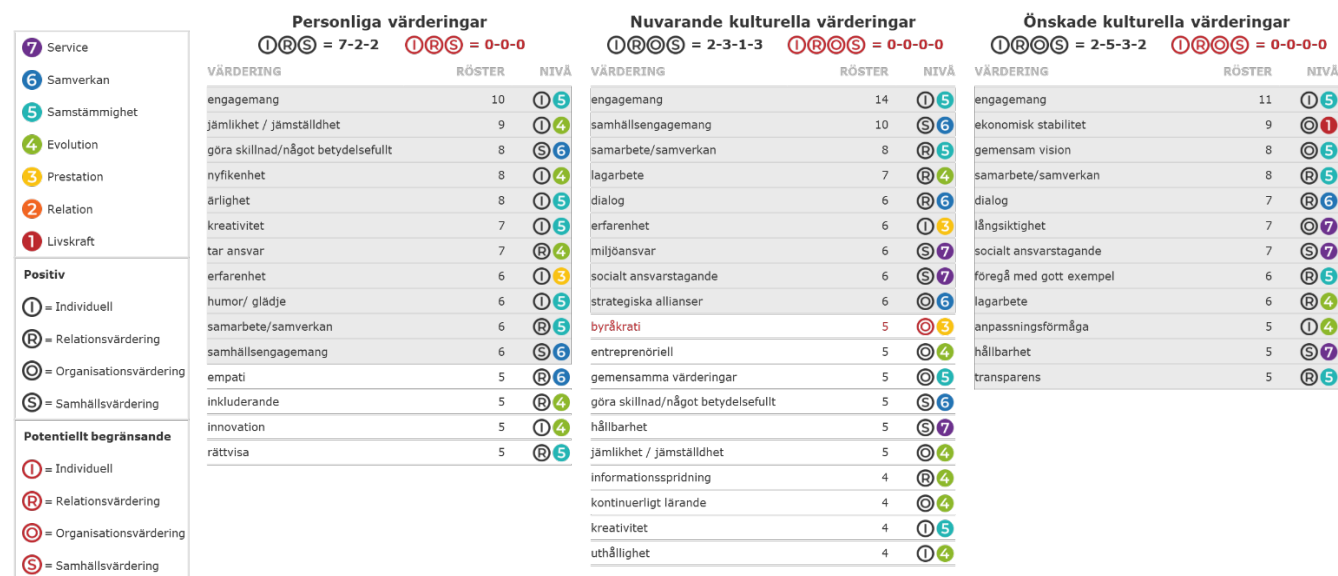 7 Service
6 Samverkan
5 Samstämmighet
4 Evolution
3 Prestation
2 Relation
1 Livskraft
Positiv
I = Individuell
R = Relationsvärdering
O = Organisationsvärdering
S = Samhällsvärdering
Potentiellt begränsande
I = Individuell
R = Relationsvärdering
O = Organisationsvärdering
S = Samhällsvärdering
Personliga värderingar
IRS = 7-2-2 IRS = 0-0-0
VÄRDERING RÖSTER NIVÅ
engagemang 10 I 5
jämlikhet / jämställdhet 9 I 4
göra skillnad/något betydelsefullt 8 S 6
nyfikenhet 8 I 4
ärlighet 8 I 5
kreativitet 7 I 5
tar ansvar 7 R 4
erfarenhet 6 I 3
humor/ glädje 6 I 5
samarbete/samverkan 6 R 5
samhällsengagemang 6 S 6
empati 5 R 6
inkluderande 5 R 4
innovation 5 I 4
rättvisa 5 R 5
Nuvarande kulturella värderingar
IROS = 2-3-1-3 IROS = 0-0-0-0
VÄRDERING RÖSTER NIVÅ
engagemang 14 I 5
samhällsengagemang 10 S 6
samarbete/samverkan 8 R 5
lagarbete 7 R 4
dialog 6 R 6
erfarenhet 6 I 3
miljöansvar 6 S 7
socialt ansvarstagande 6 S 7
strategiska allianser 6 O 6
byråkrati 5 O 3
entreprenöriell 5 O 4
gemensamma värderingar 5 O 5
göra skillnad/något betydelsefullt 5 S 6
hållbarhet 5 S 7
jämlikhet / jämställdhet 5 O 4
informationsspridning 4 R 4
kontinuerligt lärande 4 O 4
kreativitet 4 I 5
uthållighet 4 I 4
Önskade kulturella värderingar
IROS = 2-5-3-2 IROS = 0-0-0-0
VÄRDERING RÖSTER NIVÅ
engagemang 11 I 5
ekonomisk stabilitet 9 O 1
gemensam vision 8 O 5
samarbete/samverkan 8 R 5
dialog 7 R 6
långsiktighet 7 O 7
socialt ansvarstagande 7 S 7
föregå med gott exempel 6 R 5
lagarbete 6 R 4
anpassningsförmåga 5 I 4
hållbarhet 5 S 7
transparens 5 R 5